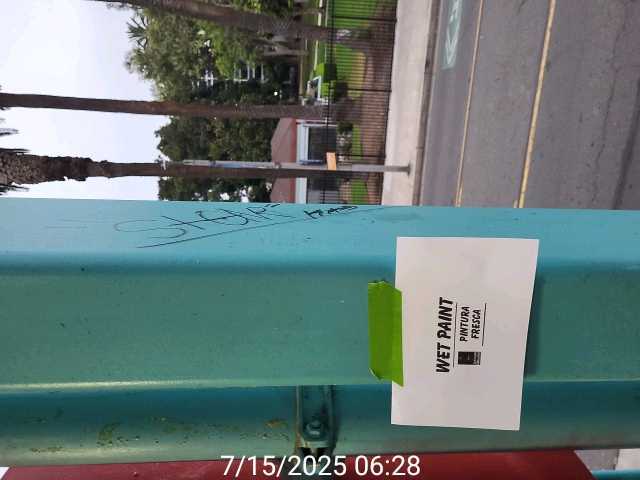 WET PAINT
PINTURA
FRESCA
7/15/2025 06:28